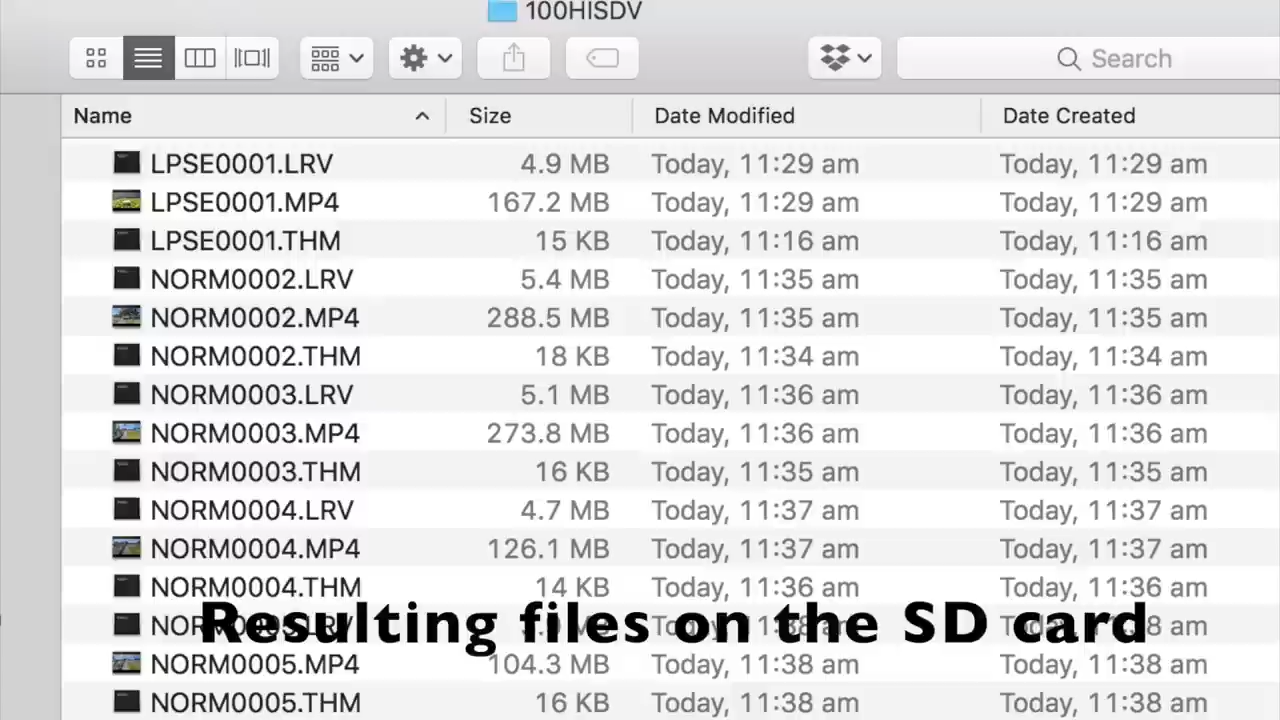 100HISDV
Search
Name Size Date Modified Date Created
LPSE0001.LRV 4.9 MB Today, 11:29 am Today, 11:29 am
LPSE0001.MP4 167.2 MB Today, 11:29 am Today, 11:29 am
LPSE0001.THM 15 KB Today, 11:16 am Today, 11:16 am
NORM0002.LRV 5.4 MB Today, 11:35 am Today, 11:35 am
NORM0002.MP4 288.5 MB Today, 11:35 am Today, 11:35 am
NORM0002.THM 18 KB Today, 11:34 am Today, 11:34 am
NORM0003.LRV 5.1 MB Today, 11:36 am Today, 11:36 am
NORM0003.MP4 273.8 MB Today, 11:36 am Today, 11:36 am
NORM0003.THM 16 KB Today, 11:35 am Today, 11:35 am
NORM0004.LRV 4.7 MB Today, 11:37 am Today, 11:37 am
NORM0004.MP4 126.1 MB Today, 11:37 am Today, 11:37 am
NORM0004.THM 14 KB Today, 11:36 am Today, 11:36 am
Resulting files on the SD card
NORM0005.MP4 104.3 MB Today, 11:38 am Today, 11:38 am
NORM0005.THM 16 KB Today, 11:38 am Today, 11:38 am